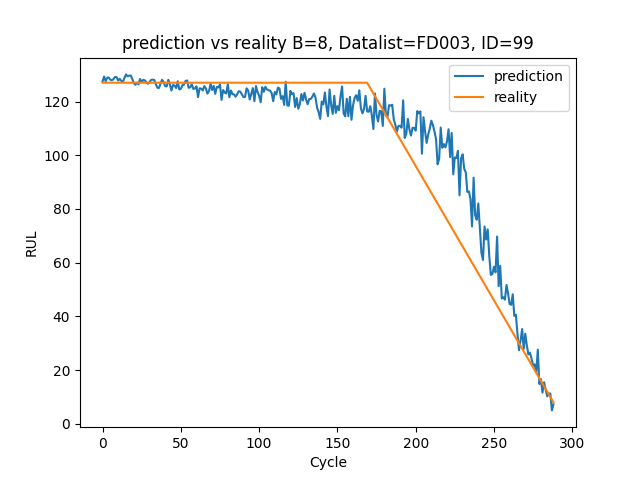 prediction vs reality B=8, Datalist=FD003, ID=99
prediction
reality
RUL
120
100
80
60
40
20
0
0 50 100 150 200 250 300
Cycle